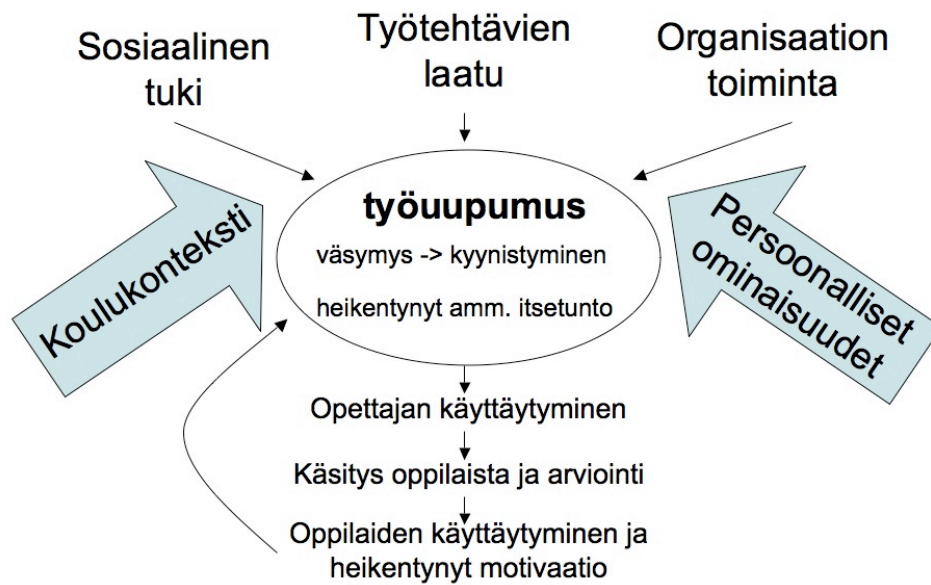 Sosiaalinen
tuki
Työtehtävien
laatu
Organisaation
toiminta
Koulukonteksti
työuupumus
väsymys -> kyynistyminen
heikentynyt amm. itsetunto
Persoonalliset
ominaisuudet
Opettajan käyttäytyminen
Käsitys oppilaista ja arviointi
Oppilaiden käyttäytyminen ja
heikentynyt motivaatio